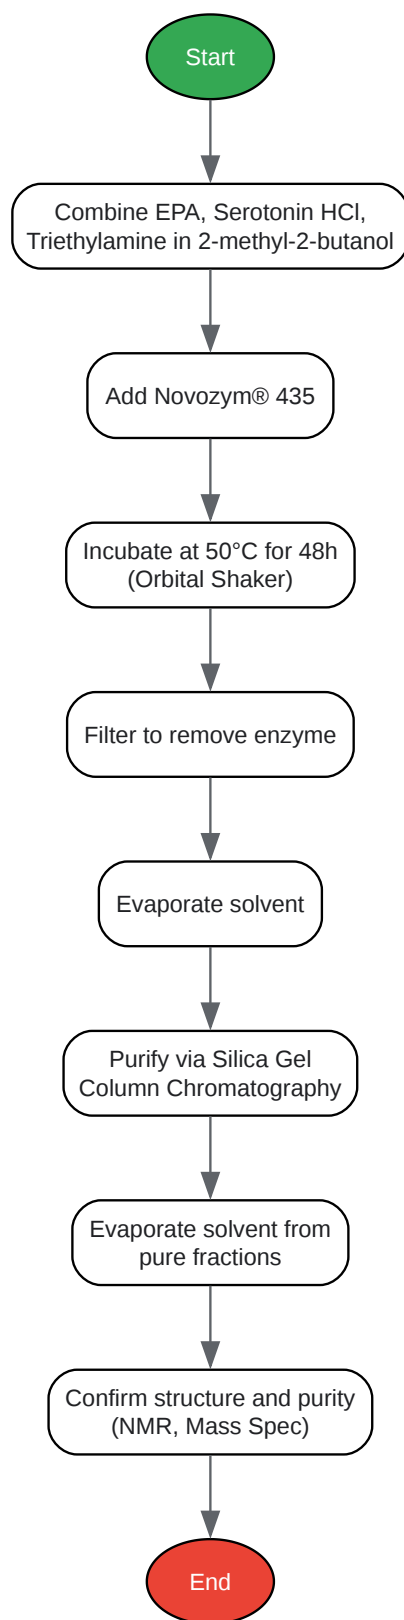 Start
Combine EPA, Serotonin HCl,
Triethylamine in 2-methyl-2-butanol
Add Novozym® 435
Incubate at 50°C for 48h
(Orbital Shaker)
Filter to remove enzyme
Evaporate solvent
Purify via Silica Gel
Column Chromatography
Evaporate solvent from
pure fractions
Confirm structure and purity
(NMR, Mass Spec)
End